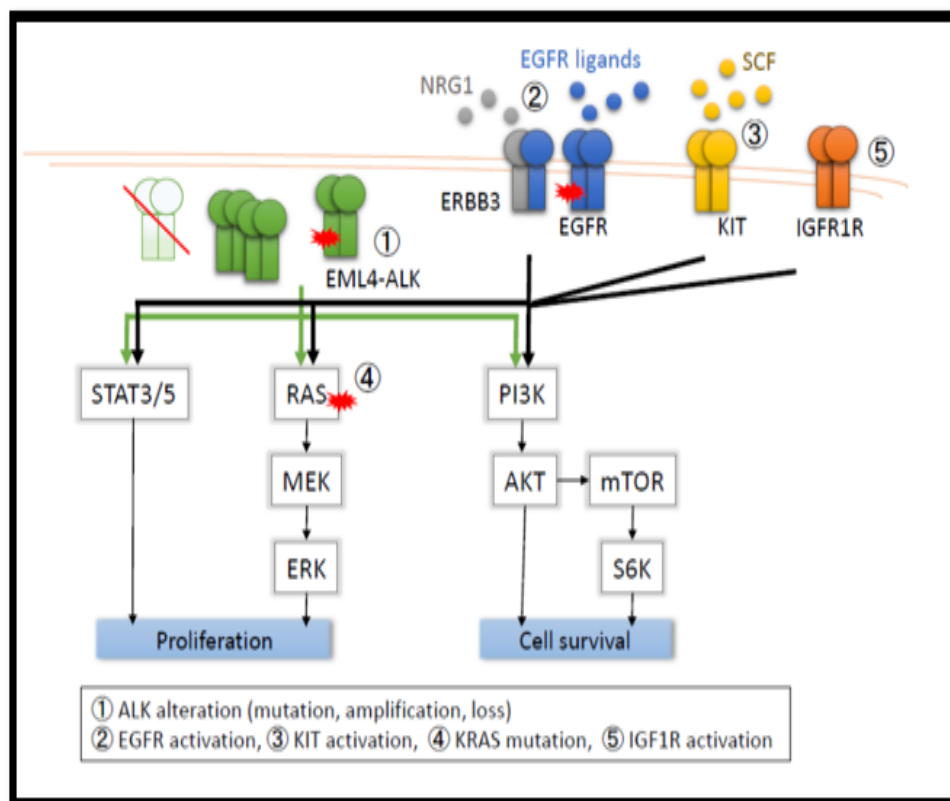 EGFR ligands
SCF
NRG1
②
③
⑤
ERBB3
EGFR
KIT
IGFR1R
①
EML4-ALK
④
STAT3/5
RAS
PI3K
MEK
AKT
mTOR
ERK
S6K
Proliferation
Cell survival
① ALK alteration (mutation, amplification, loss)
② EGFR activation, ③ KIT activation, ④ KRAS mutation, ⑤ IGF1R activation